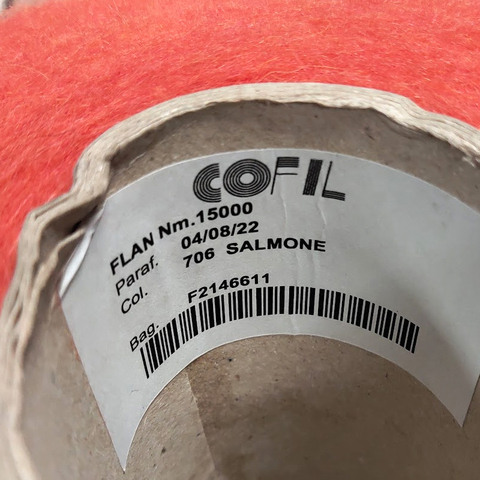 COFIL
FLAN Nm.15000
Paraf. 04/08/22
Col. 706 SALMONE
Bag. F2146611